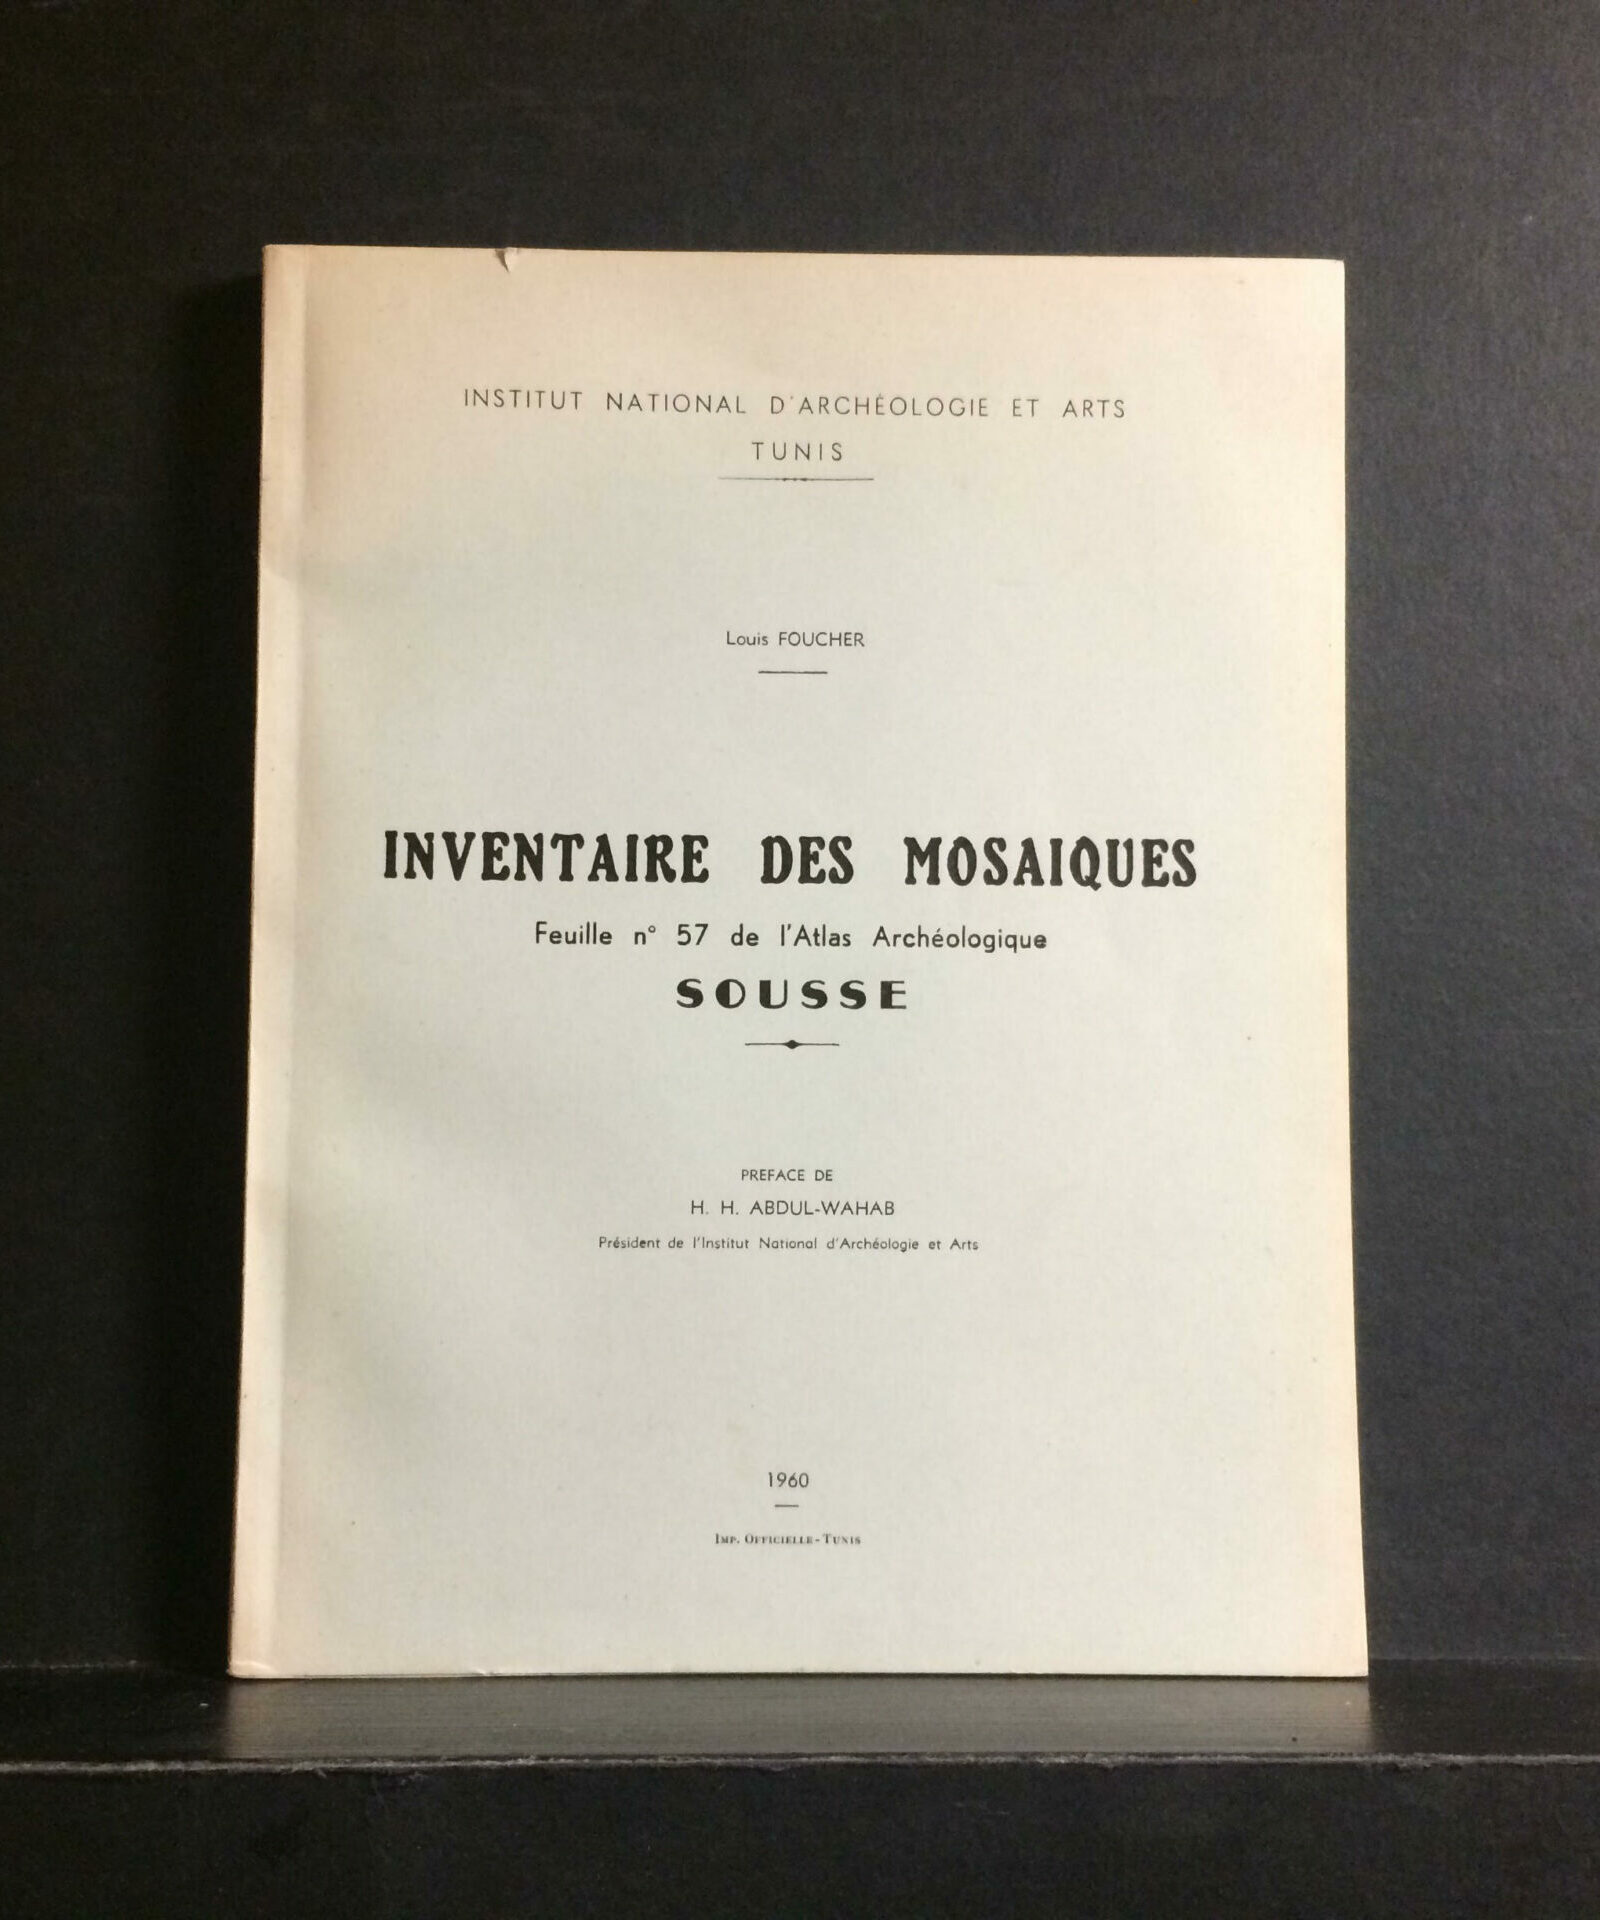 INSTITUT NATIONAL D'ARCHÉOLOGIE ET ARTS
TUNIS
Louis FOUCHER
INVENTAIRE DES MOSAIQUES
Feuille n° 57 de l'Atlas Archéologique
SOUSSE
PREFACE DE
H. H. ABDUL-WAHAB
Président de l'Institut National d'Archéologie et Arts
1960
IMP. OFFICIELLE-TUNIS